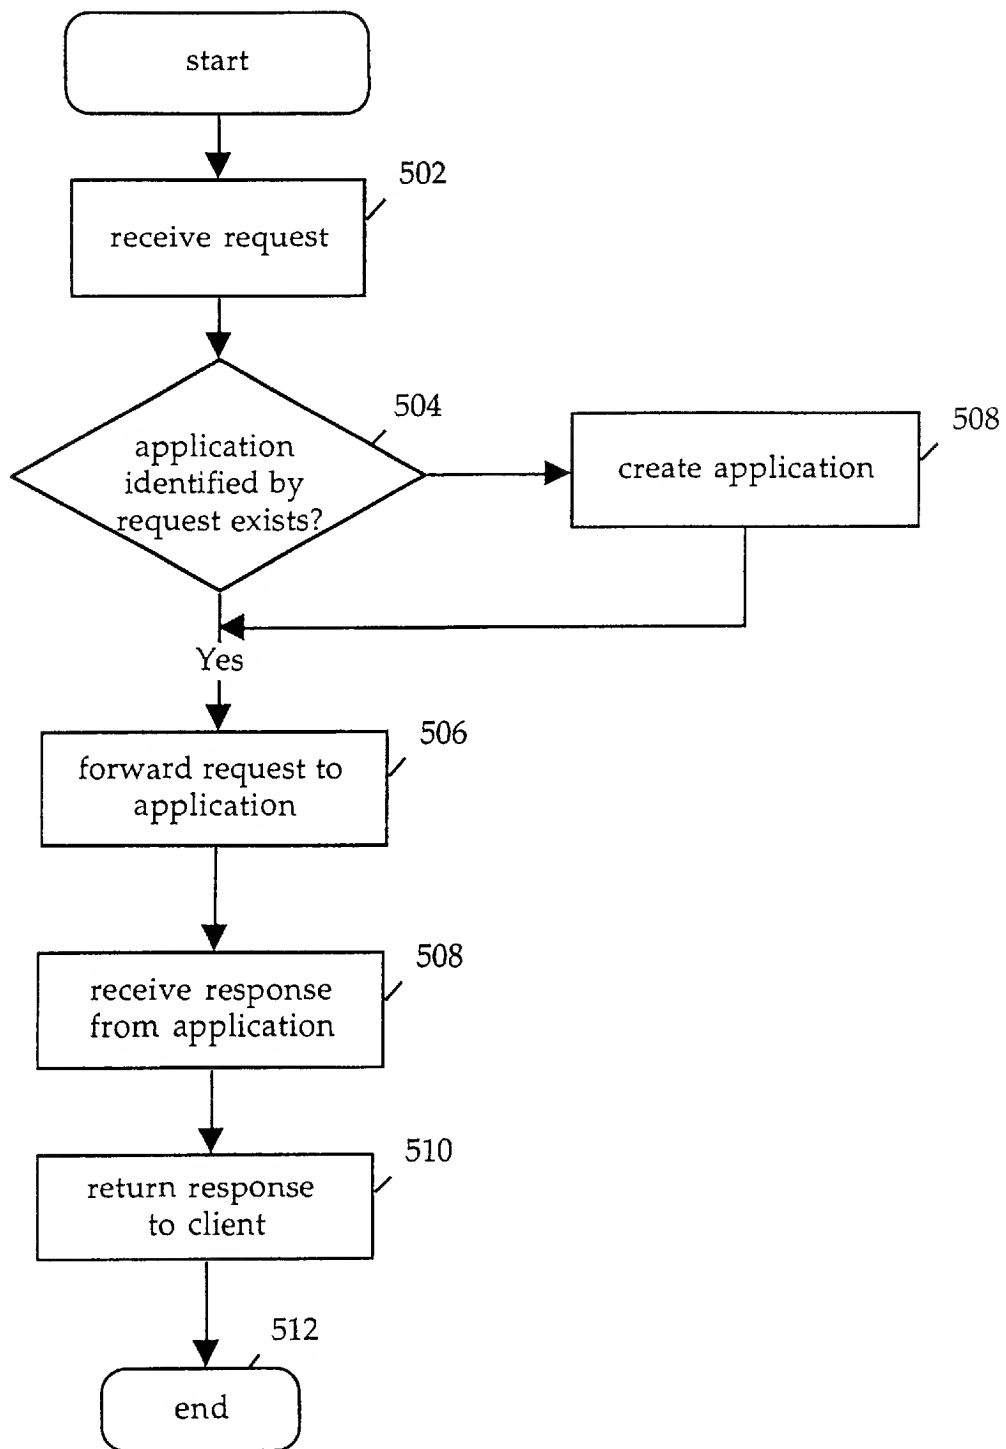 start
502
receive request
504
application
identified by
request exists?
508
create application
Yes
506
forward request to
application
508
receive response
from application
510
return response
to client
512
end